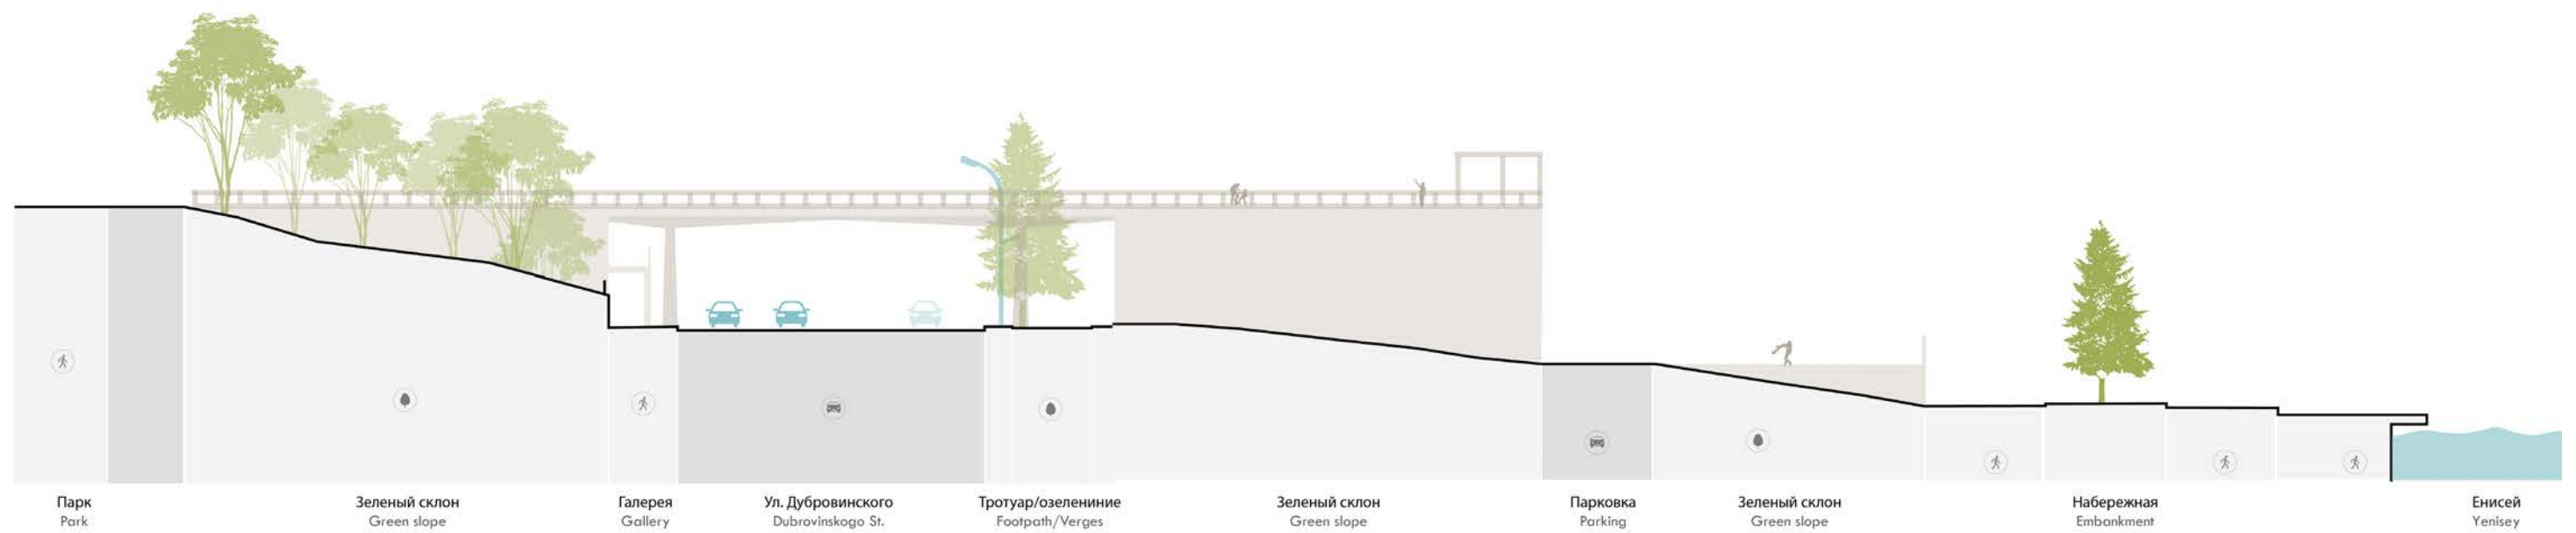 Парк
Park
Зеленый склон
Green slope
Галерея
Gallery
Ул. Дубровинского
Dubrovinskogo St.
Тротуар/озелениние
Footpath/Verges
Зеленый склон
Green slope
Парковка
Parking
Зеленый склон
Green slope
Набережная
Embankment
Енисей
Yenisey